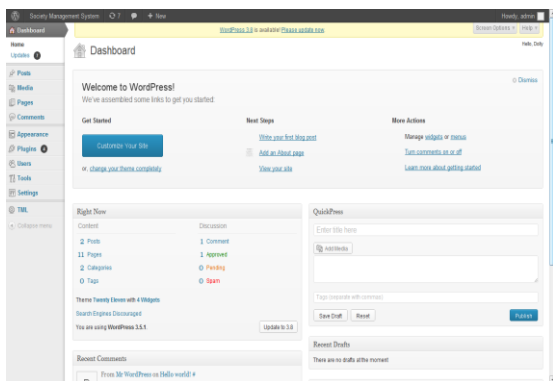 Society Management System 7 + New Howdy, admin
WordPress 3.6 is available! Please update now.
Screen Options Help
Hello, Dolly
Dashboard
Home
Updates
Posts
Media
Pages
Comments
Appearance
Plugins
Users
Tools
Settings
Collapse menu
Dashboard
Dismiss
Welcome to WordPress!
We've assembled some links to get you started:
Get Started
Customize Your Site
or, change your theme completely
Next Steps
Write your first blog post
Add an About page
View your site
More Actions
Manage widgets or menus
Turn comments on or off
Learn more about getting started
Right Now
Content Discussion
2 Posts 1 Comment
11 Pages 1 Approved
2 Categories 0 Pending
0 Tags 0 Spam
Theme Twenty Eleven with 4 Widgets
Search Engines Discouraged
You are using WordPress 3.5.1. Update to 3.6
Recent Comments
From Mr WordPress on Hello world! #
QuickPress
Enter title here
Add Media
Tags (separate with commas)
Save Draft Reset Publish
Recent Drafts
There are no drafts at the moment